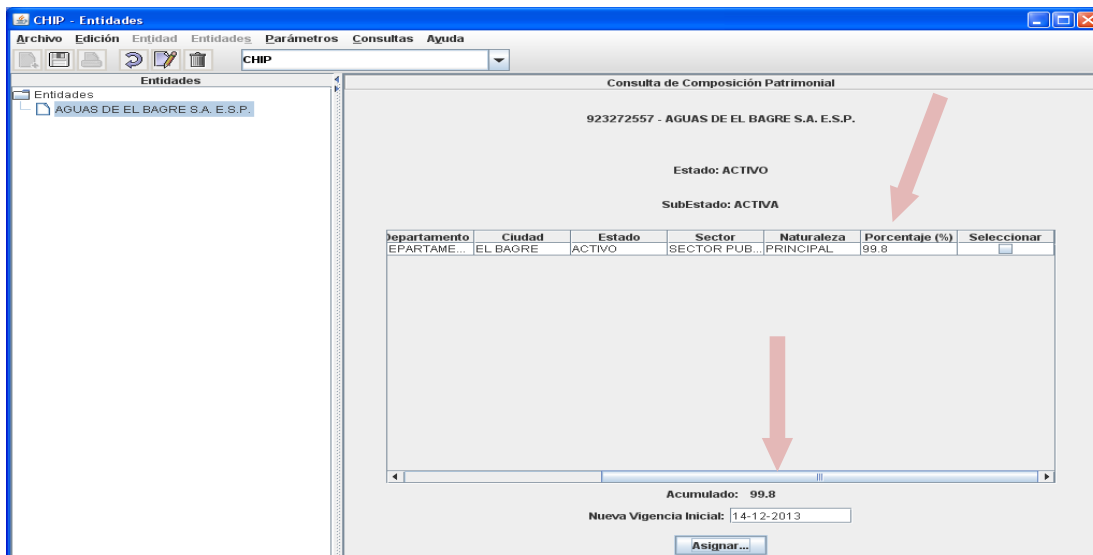 CHIP - Entidades
Archivo Edición Entidad Entidades Parámetros Consultas Ayuda
CHIP
Entidades
Entidades
AGUAS DE EL BAGRE S.A. E.S.P.
Consulta de Composición Patrimonial
923272557 - AGUAS DE EL BAGRE S.A. E.S.P.
Estado: ACTIVO
SubEstado: ACTIVA
Departamento Ciudad Estado Sector Naturaleza Porcentaje (%) Seleccionar
EPARTAME... EL BAGRE ACTIVO SECTOR PUB... PRINCIPAL 99.8
Acumulado: 99.8
Nueva Vigencia Inicial: 14-12-2013
Asignar...